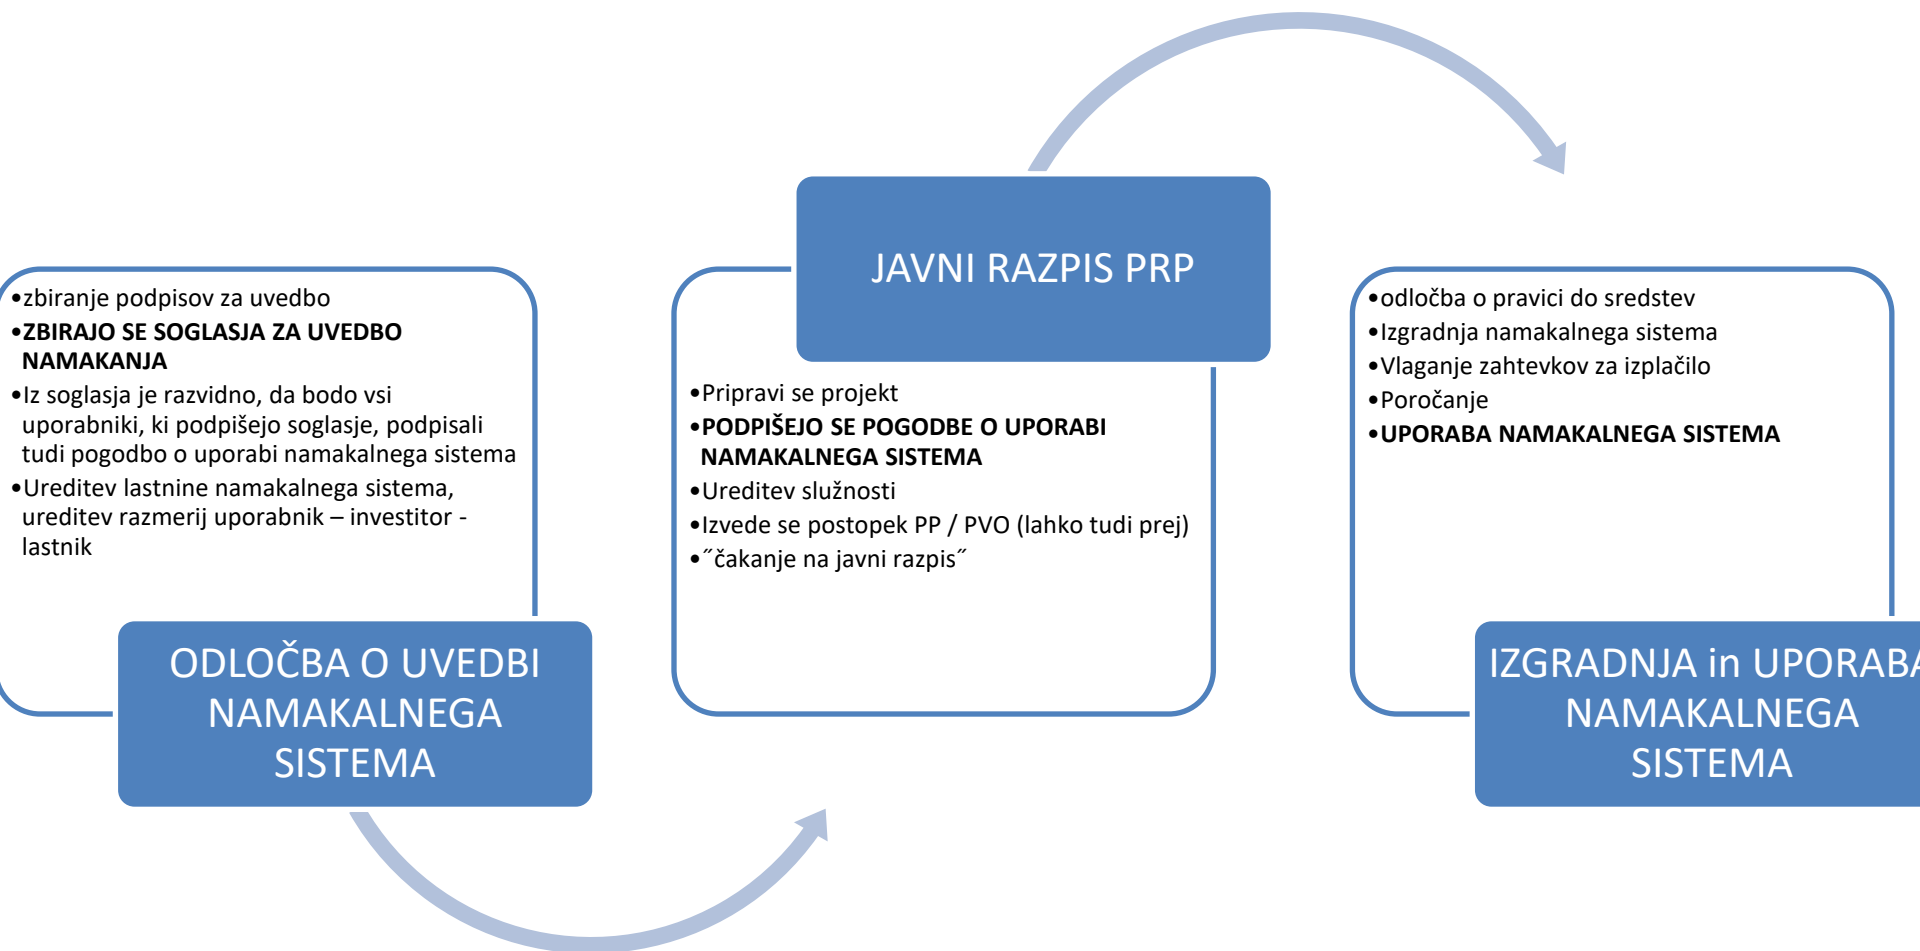 •zbiranje podpisov za uvedbo
•ZBIRAJO SE SOGLASJA ZA UVEDBO
NAMAKANJA
•Iz soglasja je razvidno, da bodo vsi
uporabniki, ki podpišejo soglasje, podpisali
tudi pogodbo o uporabi namakalnega sistema
•Ureditev lastnine namakalnega sistema,
ureditev razmerij uporabnik – investitor -
lastnik
ODLOČBA O UVEDBI
NAMAKALNEGA
SISTEMA
JAVNI RAZPIS PRP
•Pripravi se projekt
•PODPIŠEJO SE POGODBE O UPORABI
NAMAKALNEGA SISTEMA
•Ureditev služnosti
•Izvede se postopek PP / PVO (lahko tudi prej)
•˝čakanje na javni razpis˝
•odločba o pravici do sredstev
•Izgradnja namakalnega sistema
•Vlaganje zahtevkov za izplačilo
•Poročanje
•UPORABA NAMAKALNEGA SISTEMA
IZGRADNJA in UPORABA
NAMAKALNEGA
SISTEMA